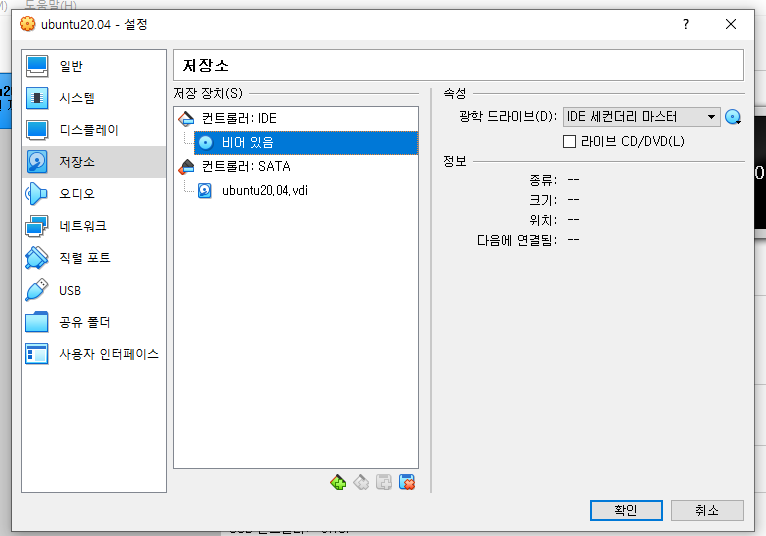 도움말(H)
ubuntu20.04 - 설정
?
일반
시스템
디스플레이
저장소
오디오
네트워크
직렬 포트
USB
공유 폴더
사용자 인터페이스
저장소
저장 장치(S)
컨트롤러: IDE
비어 있음
컨트롤러: SATA
ubuntu20.04.vdi
속성
광학 드라이브(D): IDE 세컨더리 마스터
라이브 CD/DVD(L)
정보
종류: --
크기: --
위치: --
다음에 연결됨: --
확인
취소